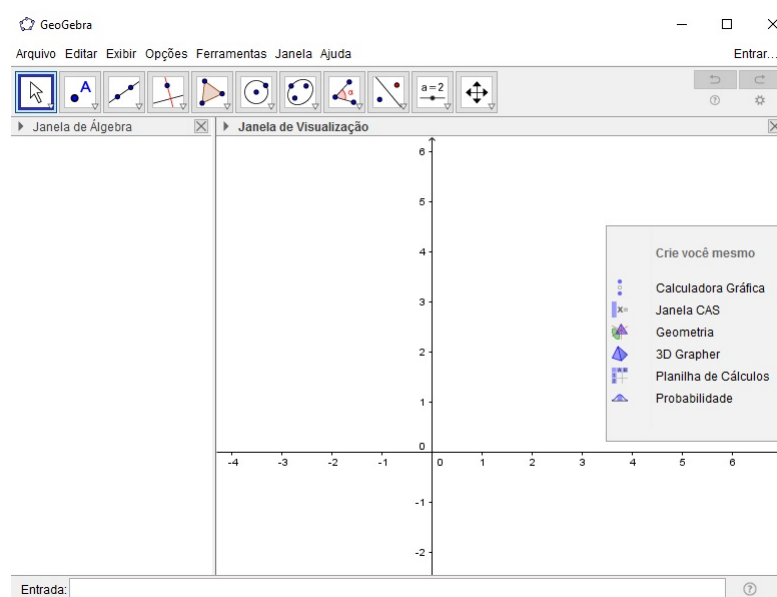 GeoGebra
Arquivo Editar Exibir Opções Ferramentas Janela Ajuda Entrar...
A α a=2
Janela de Álgebra Janela de Visualização
6
5
4
3
2
1
0
-4 -3 -2 -1 0 1 2 3 4 5 6
-1
-2
Crie você mesmo
Calculadora Gráfica
x= Janela CAS
Geometria
3D Grapher
Planilha de Cálculos
Probabilidade
Entrada: